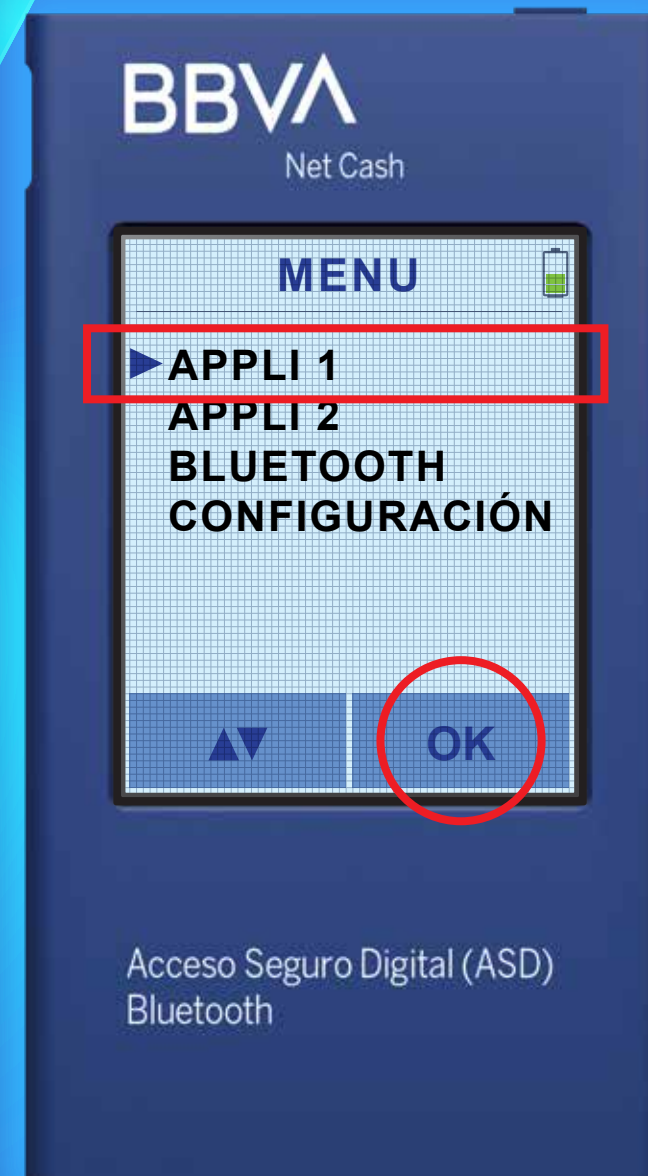 BBVA
Net Cash
MENU
APPLI 1
APPLI 2
BLUETOOTH
CONFIGURACIÓN
OK
Acceso Seguro Digital (ASD)
Bluetooth